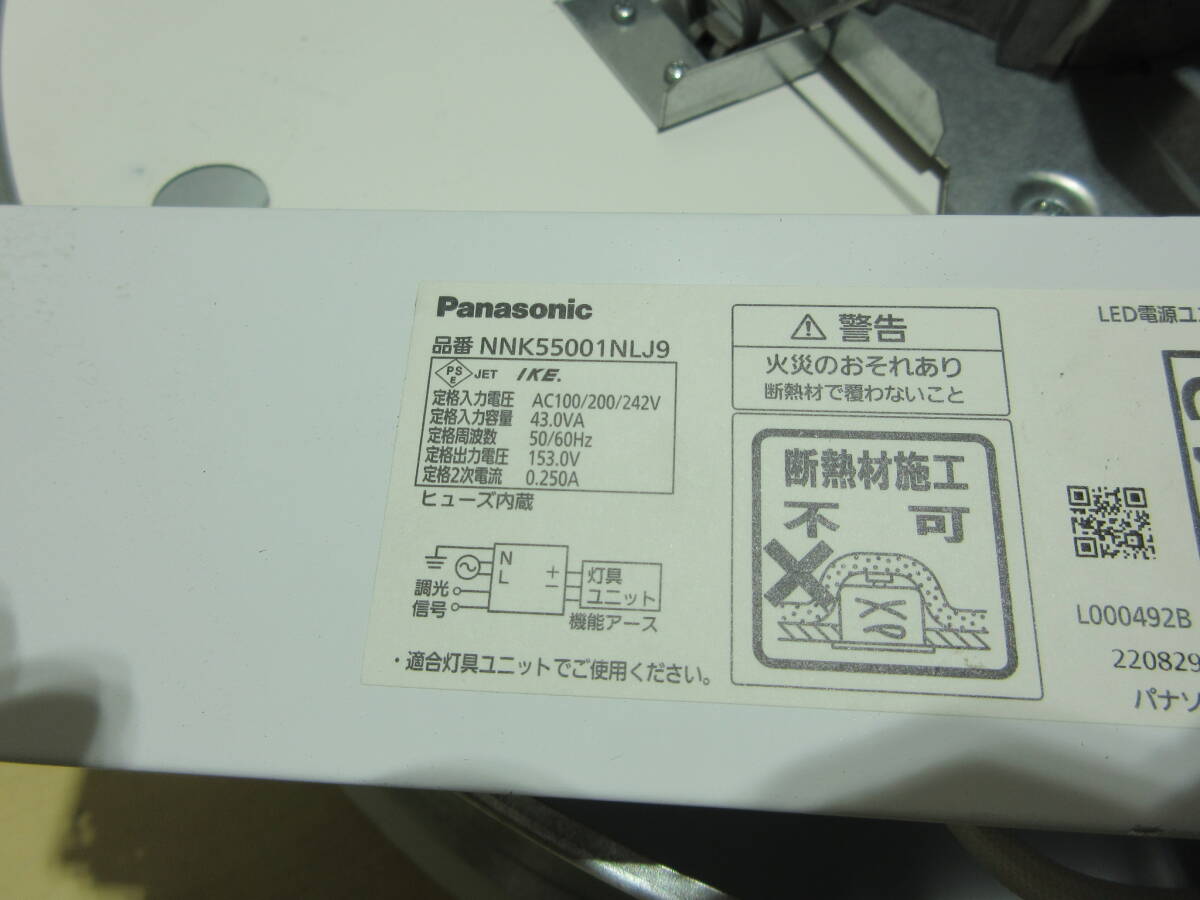 Panasonic
品番 NNK55001NLJ9
PS E JET IKE.
定格入力電圧 AC100/200/242V
定格入力容量 43.0VA
定格周波数 50/60Hz
定格出力電圧 153.0V
定格2次電流 0.250A
ヒューズ内蔵
N
L
+
−
調光
信号
灯具
ユニット
機能アース
・適合灯具ユニットでご使用ください。
⚠ 警告
火災のおそれあり
断熱材で覆わないこと
断熱材施工
不可
LED電源ユ
L000492B
220829
パナソ